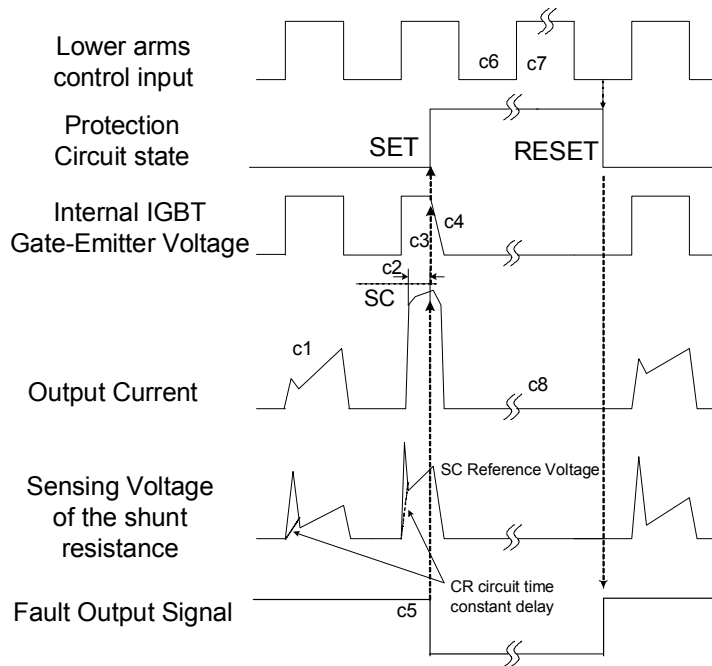 Lower arms
control input
c6
c7
Protection
Circuit state
SET
RESET
Internal IGBT
Gate-Emitter Voltage
c4
c3
c2
SC
c1
Output Current
c8
SC Reference Voltage
Sensing Voltage
of the shunt
resistance
CR circuit time
constant delay
Fault Output Signal
c5